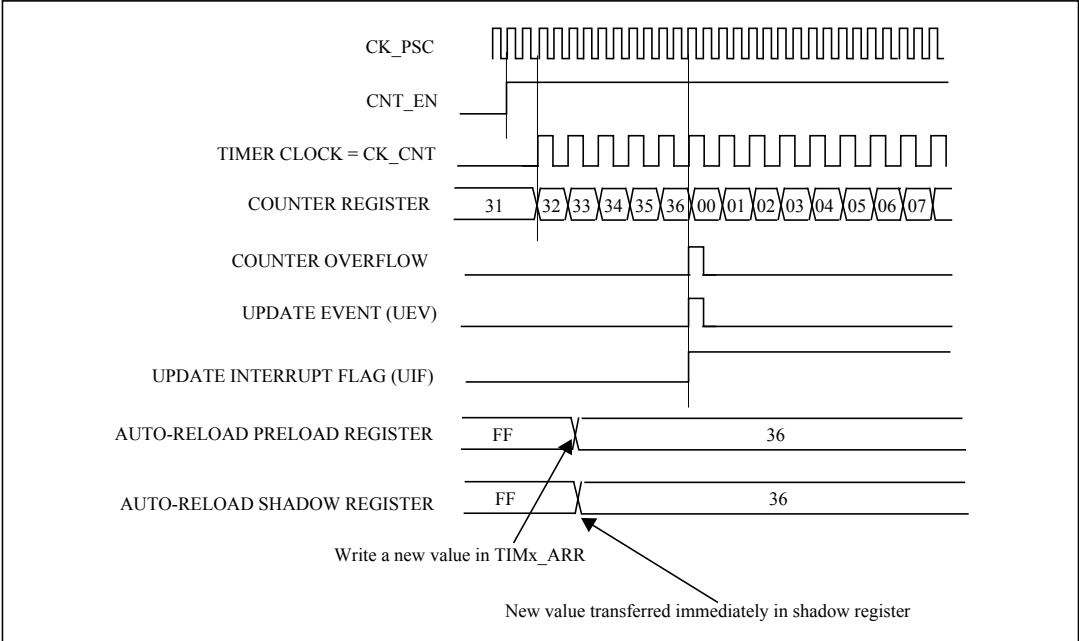 CK_PSC
CNT_EN
TIMER CLOCK = CK_CNT
COUNTER REGISTER 31 32 33 34 35 36 00 01 02 03 04 05 06 07
COUNTER OVERFLOW
UPDATE EVENT (UEV)
UPDATE INTERRUPT FLAG (UIF)
AUTO-RELOAD PRELOAD REGISTER FF 36
AUTO-RELOAD SHADOW REGISTER FF 36
Write a new value in TIMx_ARR
New value transferred immediately in shadow register